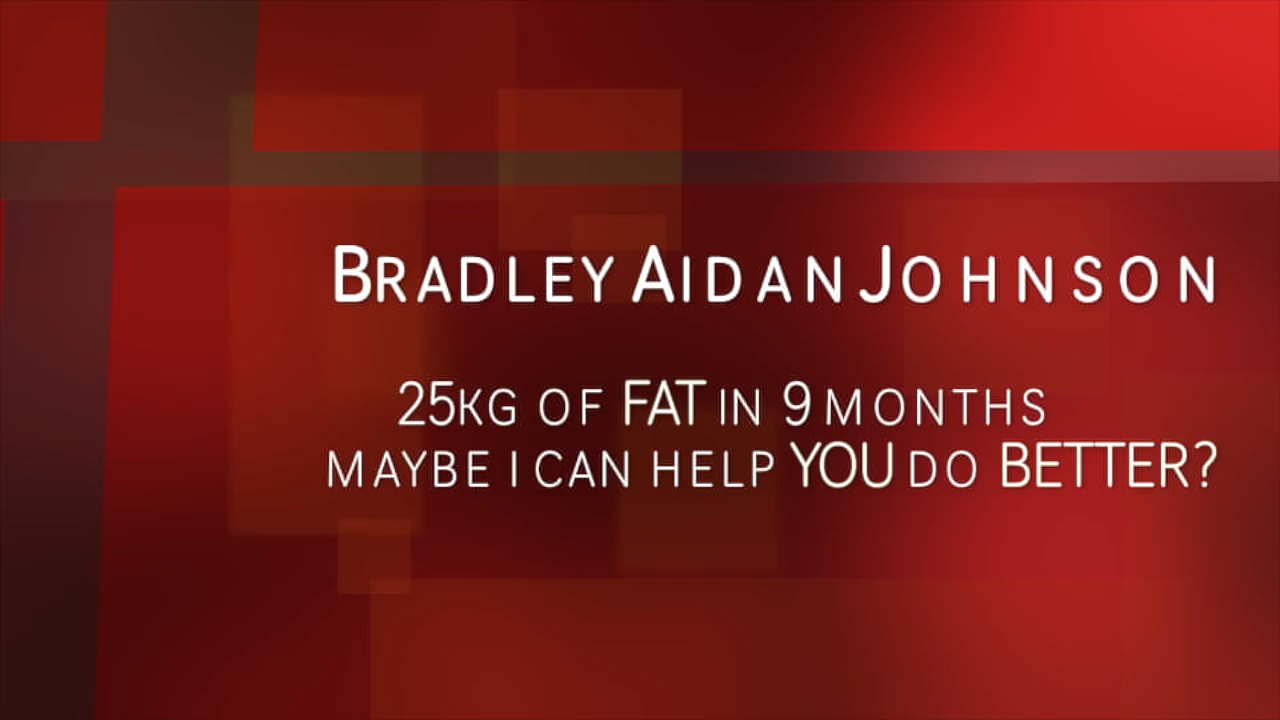 BRADLEY AIDAN JOHNSON
25KG OF FAT IN 9 MONTHS
MAYBE I CAN HELP YOU DO BETTER?